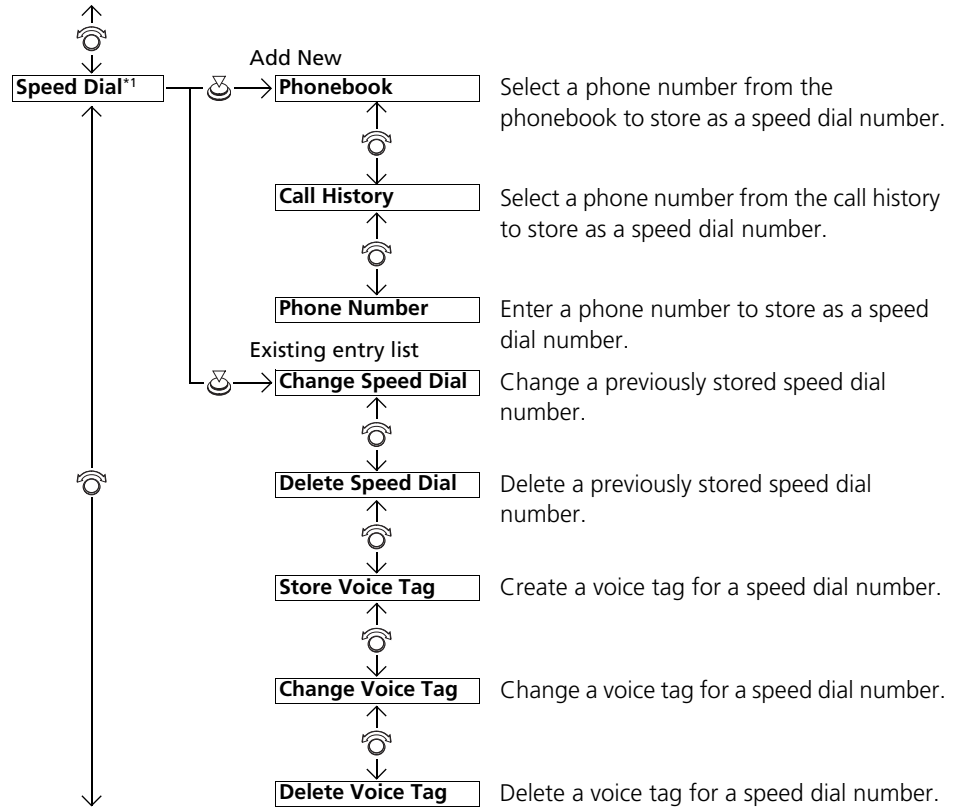 Add New
Speed Dial*1
Phonebook
Select a phone number from the
phonebook to store as a speed dial number.
Call History
Select a phone number from the call history
to store as a speed dial number.
Phone Number
Enter a phone number to store as a speed
dial number.
Existing entry list
Change Speed Dial
Change a previously stored speed dial
number.
Delete Speed Dial
Delete a previously stored speed dial
number.
Store Voice Tag
Create a voice tag for a speed dial number.
Change Voice Tag
Change a voice tag for a speed dial number.
Delete Voice Tag
Delete a voice tag for a speed dial number.